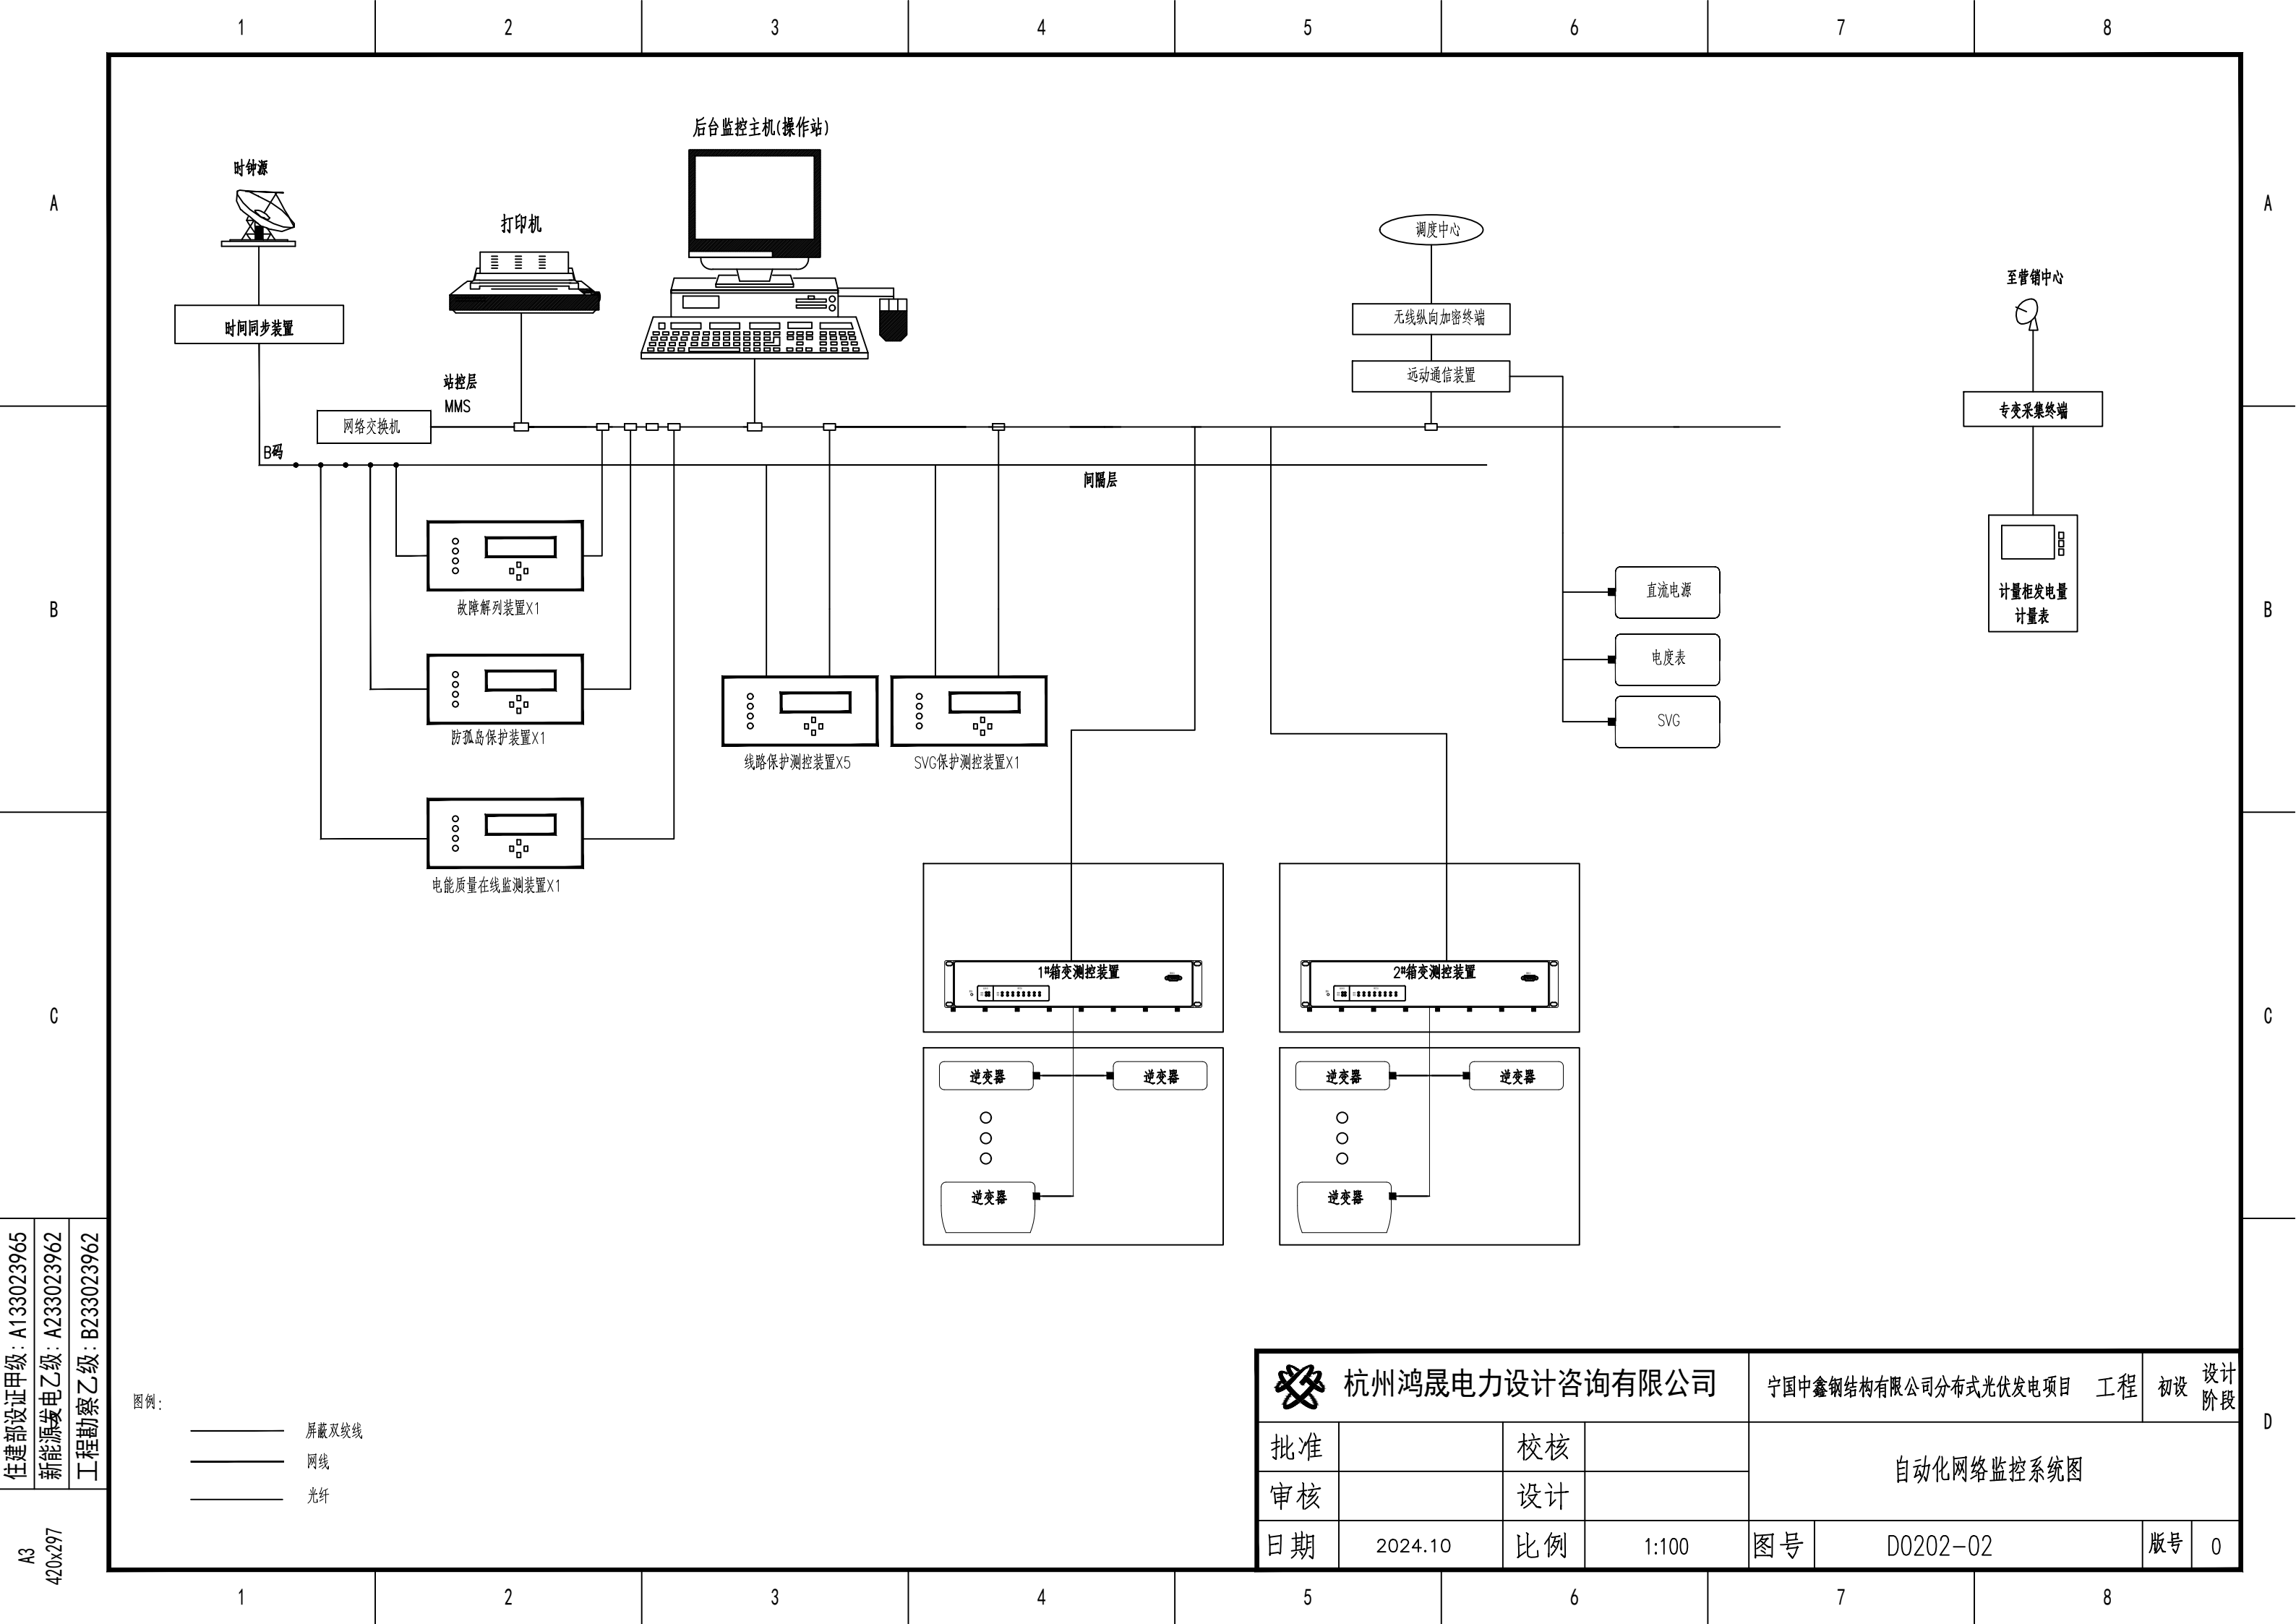 1 2 3 4 5 6 7 8
A
A
后台监控主机(操作站)
时钟源
打印机
调度中心
至营销中心
时间同步装置
无线纵向加密终端
远动通信装置
站控层
MMS
专变采集终端
网络交换机
B码
间隔层
故障解列装置X1
直流电源
计量柜发电量
计量表
B
B
电度表
防孤岛保护装置X1
SVG
线路保护测控装置X5
SVG保护测控装置X1
电能质量在线监测装置X1
1#箱变测控装置
2#箱变测控装置
C
C
逆变器
逆变器
逆变器
逆变器
逆变器
逆变器
住建部设证甲级: A133023965
新能源发电乙级: A233023962
工程勘察乙级: B233023962
A3
420x297
图例:
屏蔽双绞线
网线
光纤
杭州鸿晟电力设计咨询有限公司
宁国中鑫钢结构有限公司分布式光伏发电项目 工程
初设
设计
阶段
D
批准
校核
自动化网络监控系统图
审核
设计
日期
2024.10
比例
1:100
图号
D0202-02
版号
0
1 2 3 4 5 6 7 8